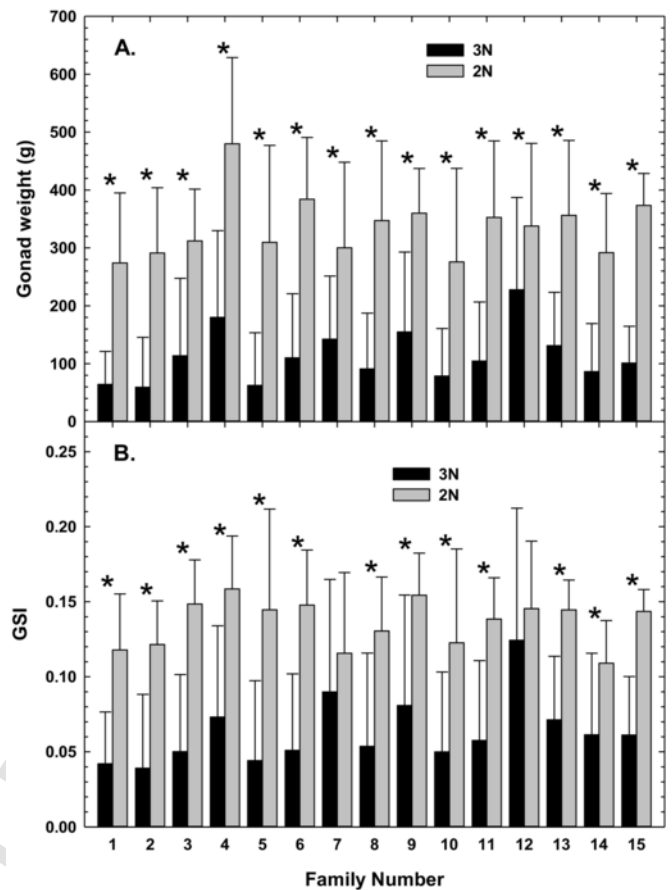 700
A.
*
3N
2N
600
500
* * * * * * * * * * * * * *
400
300
200
100
0
Gonad weight (g)
B.
0.25
3N
2N
0.20
* * * * * * * * * * * * *
0.15
0.10
0.05
0.00
GSI
1 2 3 4 5 6 7 8 9 10 11 12 13 14 15
Family Number